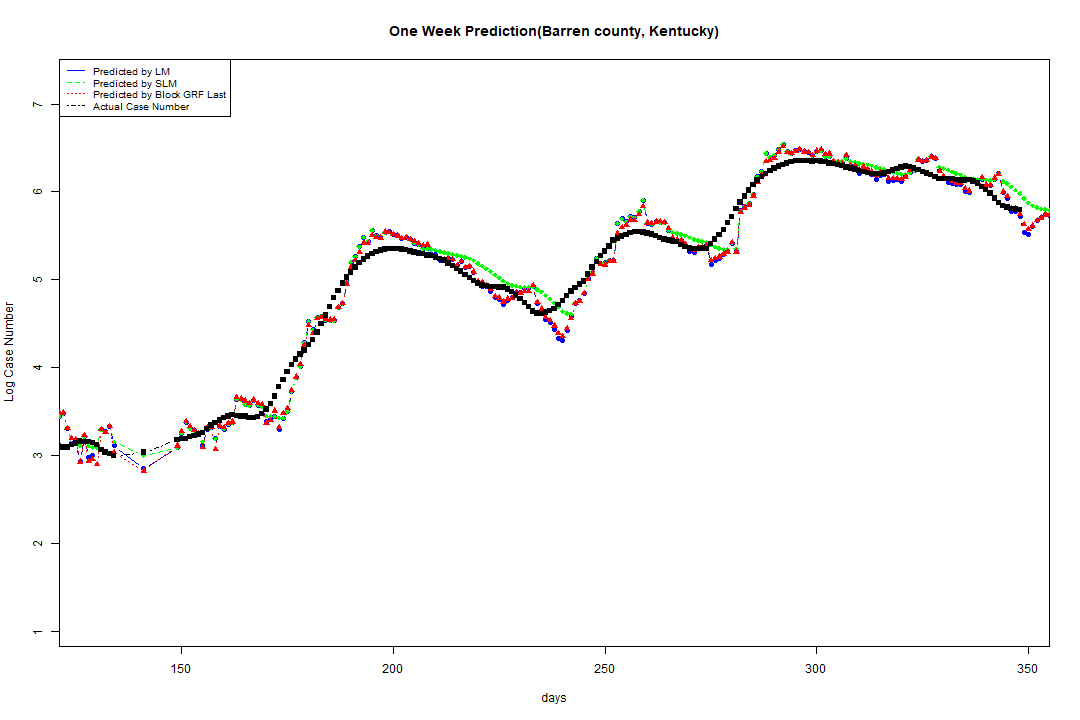 One Week Prediction(Barren county, Kentucky)
Predicted by LM
Predicted by SLM
Predicted by Block GRF Last
Actual Case Number
7
6
5
4
3
2
1
Log Case Number
150 200 250 300 350
days